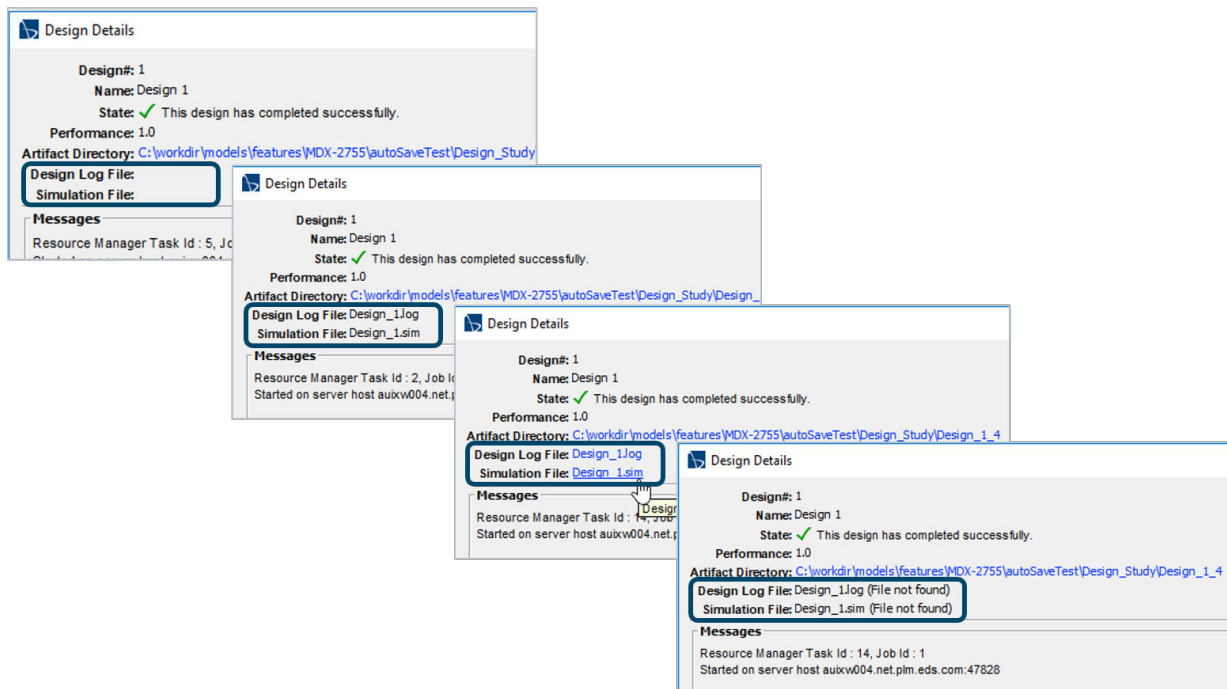 Design Details
Design#: 1
Name: Design 1
State: This design has completed successfully.
Performance: 1.0
Artifact Directory: C:\workdir\models\features\MDX-2755\autoSaveTest\Design_Study
Design Log File:
Simulation File:
Messages
Resource Manager Task Id : 5, Jo
Design Details
Design#: 1
Name: Design 1
State: This design has completed successfully.
Performance: 1.0
Artifact Directory: C:\workdir\models\features\MDX-2755\autoSaveTest\Design_Study\Design_
Design Log File: Design_1.log
Simulation File: Design_1.sim
Messages
Resource Manager Task Id : 2, Job Id
Started on server host auixw004.net.p
Design Details
Design#: 1
Name: Design 1
State: This design has completed successfully.
Performance: 1.0
Artifact Directory: C:\workdir\models\features\MDX-2755\autoSaveTest\Design_Study\Design_1_4
Design Log File: Design_1.log
Simulation File: Design_1.sim
Messages
Design
Resource Manager Task Id : 14, Job
Started on server host auixw004.net.p
Design Details
Design#: 1
Name: Design 1
State: This design has completed successfully.
Performance: 1.0
Artifact Directory: C:\workdir\models\features\MDX-2755\autoSaveTest\Design_Study\Design_1_4
Design Log File: Design_1.log (File not found)
Simulation File: Design_1.sim (File not found)
Messages
Resource Manager Task Id : 14, Job Id : 1
Started on server host auixw004.net.plm.eds.com:47828